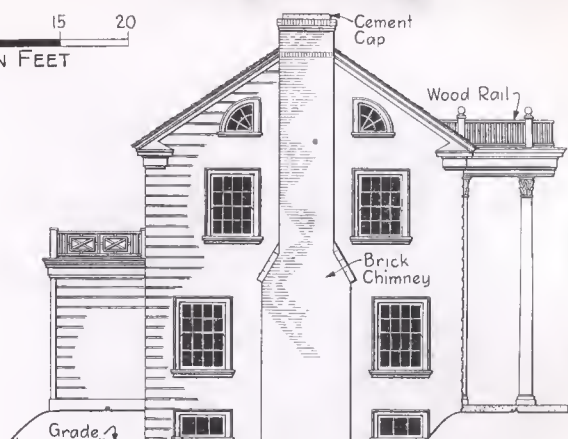 15 20
N FEET
Cement
Cap
Wood Rail
Brick
Chimney
Grade